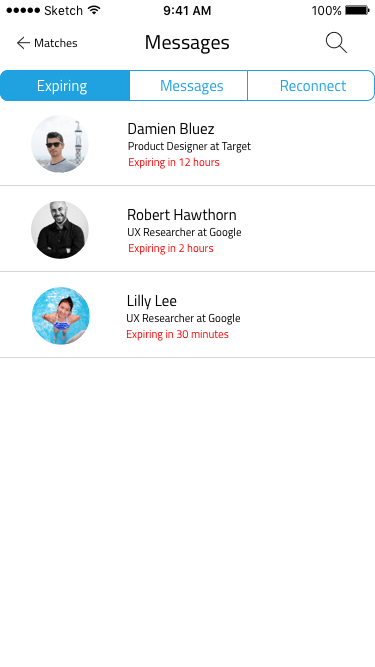 Sketch 9:41 AM 100%
Matches Messages
Expiring Messages Reconnect
Damien Bluez
Product Designer at Target
Expiring in 12 hours
Robert Hawthorn
UX Researcher at Google
Expiring in 2 hours
Lilly Lee
UX Researcher at Google
Expiring in 30 minutes